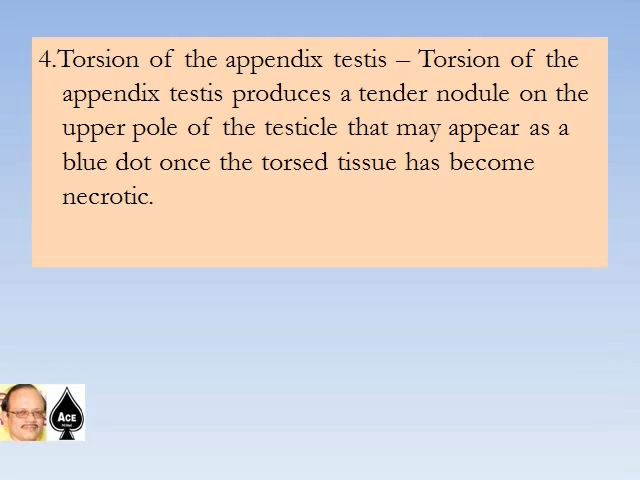 4.Torsion of the appendix testis – Torsion of the
appendix testis produces a tender nodule on the
upper pole of the testicle that may appear as a
blue dot once the torsed tissue has become
necrotic.
ACE